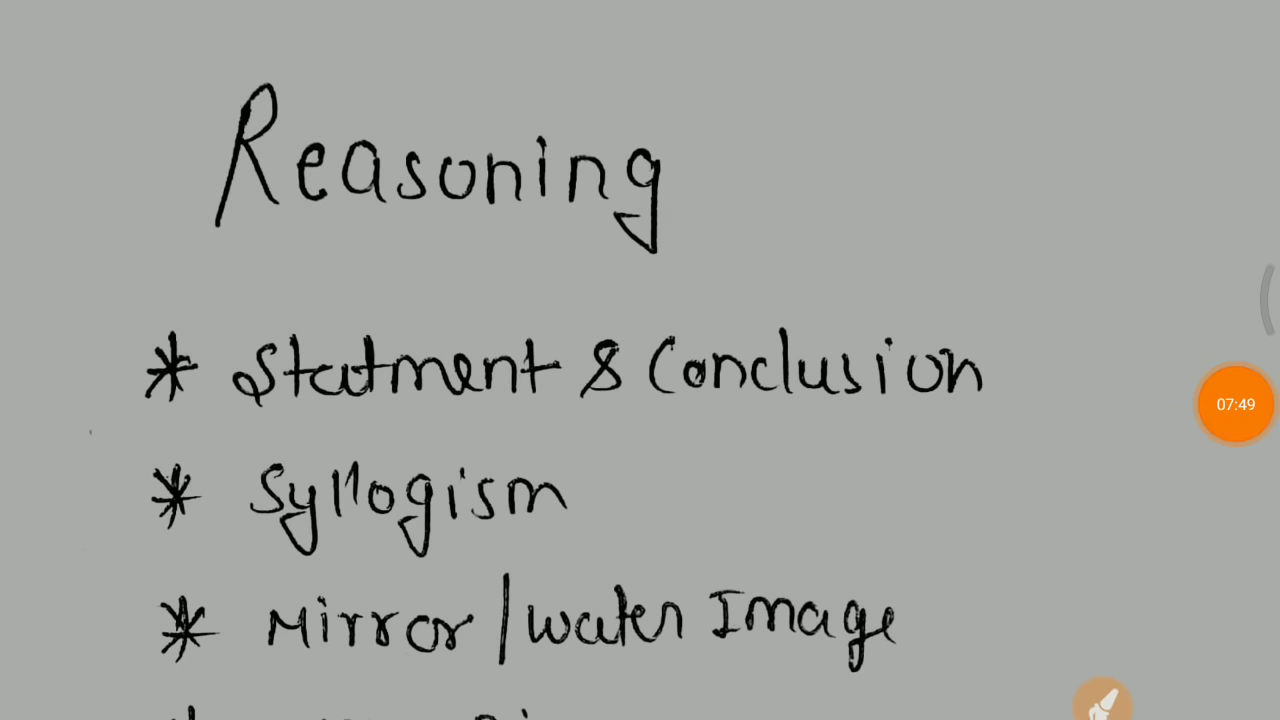 Reasoning
* Statment & Conclusion
07:49
* Syllogism
* Mirror/water Image